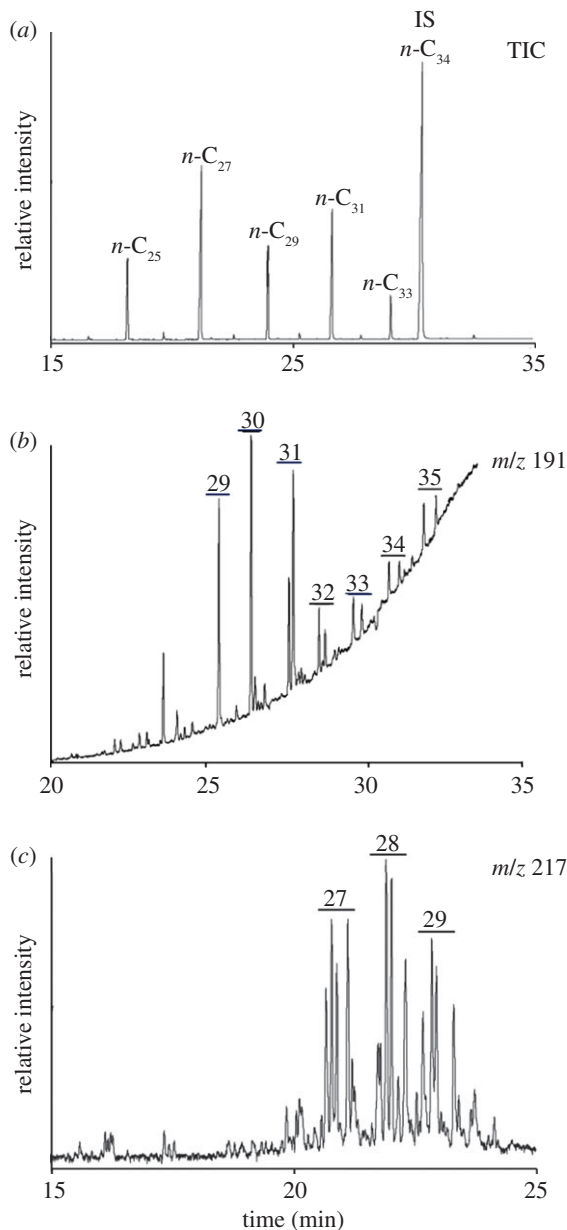 (a)
IS
n-C34
TIC
n-C27
n-C31
n-C25
n-C29
n-C33
relative intensity
15 25 35
(b)
30
m/z 191
31
29
35
34
32 33
relative intensity
20 25 30 35
(c)
28
m/z 217
27
29
relative intensity
15 20 25
time (min)